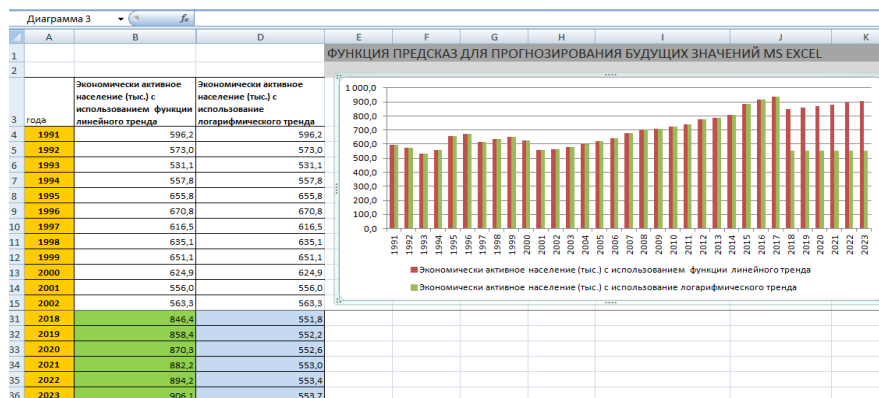 Диаграмма 3 fx
A B D E F G H I J K
1 ФУНКЦИЯ ПРЕДСКАЗ ДЛЯ ПРОГНОЗИРОВАНИЯ БУДУЩИХ ЗНАЧЕНИЙ MS EXCEL
2
Экономически активное Экономически активное
население (тыс.) с население (тыс.) с
использованием функции использование
3 года линейного тренда логарифмического тренда
4 1991 596,2 596,2
5 1992 573,0 573,0
6 1993 531,1 531,1
7 1994 557,8 557,8
8 1995 655,8 655,8
9 1996 670,8 670,8
10 1997 616,5 616,5
11 1998 635,1 635,1
12 1999 651,1 651,1
13 2000 624,9 624,9
14 2001 556,0 556,0
15 2002 563,3 563,3
31 2018 846,4 551,8
32 2019 858,4 552,2
33 2020 870,3 552,6
34 2021 882,2 553,0
35 2022 894,2 553,4
36 2023 906,1 553,7
1 000,0
900,0
800,0
700,0
600,0
500,0
400,0
300,0
200,0
100,0
0,0
1991 1992 1993 1994 1995 1996 1997 1998 1999 2000 2001 2002 2003 2004 2005 2006 2007 2008 2009 2010 2011 2012 2013 2014 2015 2016 2017 2018 2019 2020 2021 2022 2023
Экономически активное население (тыс.) с использованием функции линейного тренда
Экономически активное население (тыс.) с использование логарифмического тренда